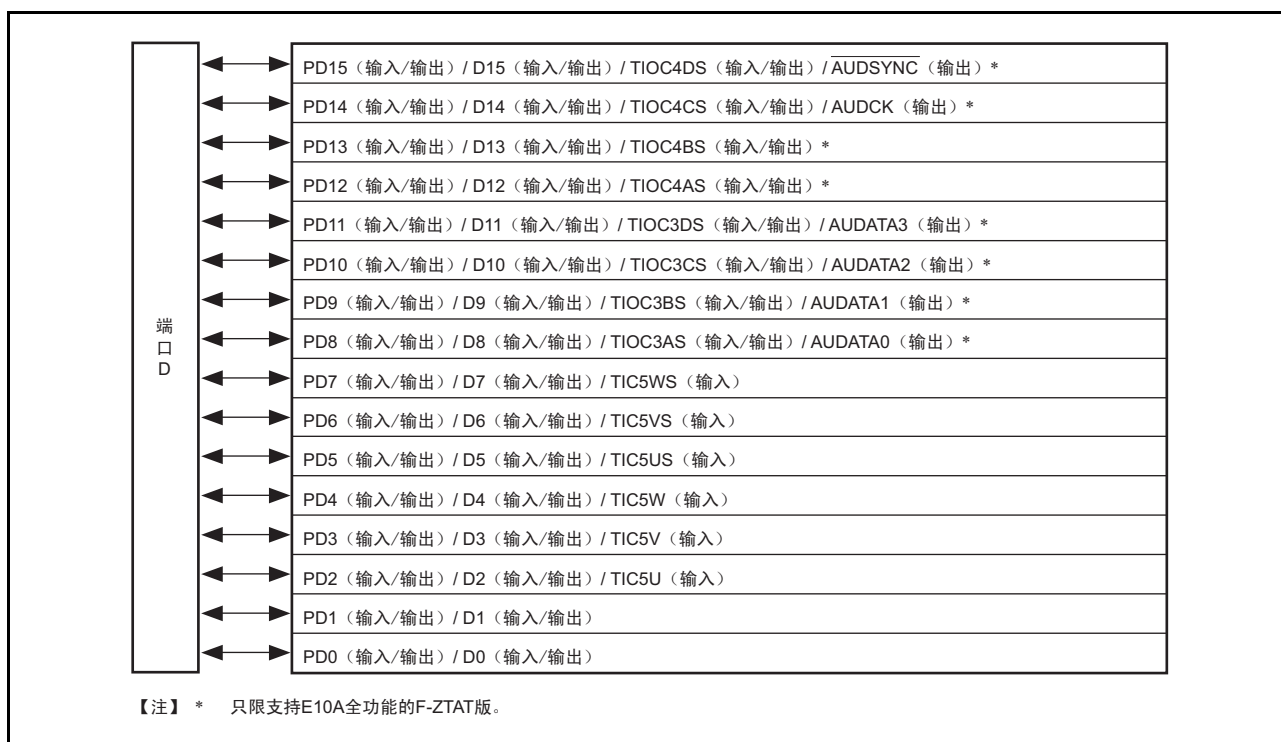 端口D
PD15（输入/输出）/ D15（输入/输出）/ TIOC4DS（输入/输出）/ AUDSYNC（输出）*
PD14（输入/输出）/ D14（输入/输出）/ TIOC4CS（输入/输出）/ AUDCK（输出）*
PD13（输入/输出）/ D13（输入/输出）/ TIOC4BS（输入/输出）*
PD12（输入/输出）/ D12（输入/输出）/ TIOC4AS（输入/输出）*
PD11（输入/输出）/ D11（输入/输出）/ TIOC3DS（输入/输出）/ AUDATA3（输出）*
PD10（输入/输出）/ D10（输入/输出）/ TIOC3CS（输入/输出）/ AUDATA2（输出）*
PD9（输入/输出）/ D9（输入/输出）/ TIOC3BS（输入/输出）/ AUDATA1（输出）*
PD8（输入/输出）/ D8（输入/输出）/ TIOC3AS（输入/输出）/ AUDATA0（输出）*
PD7（输入/输出）/ D7（输入/输出）/ TIC5WS（输入）
PD6（输入/输出）/ D6（输入/输出）/ TIC5VS（输入）
PD5（输入/输出）/ D5（输入/输出）/ TIC5US（输入）
PD4（输入/输出）/ D4（输入/输出）/ TIC5W（输入）
PD3（输入/输出）/ D3（输入/输出）/ TIC5V（输入）
PD2（输入/输出）/ D2（输入/输出）/ TIC5U（输入）
PD1（输入/输出）/ D1（输入/输出）
PD0（输入/输出）/ D0（输入/输出）
【注】 * 只限支持E10A全功能的F-ZTAT版。